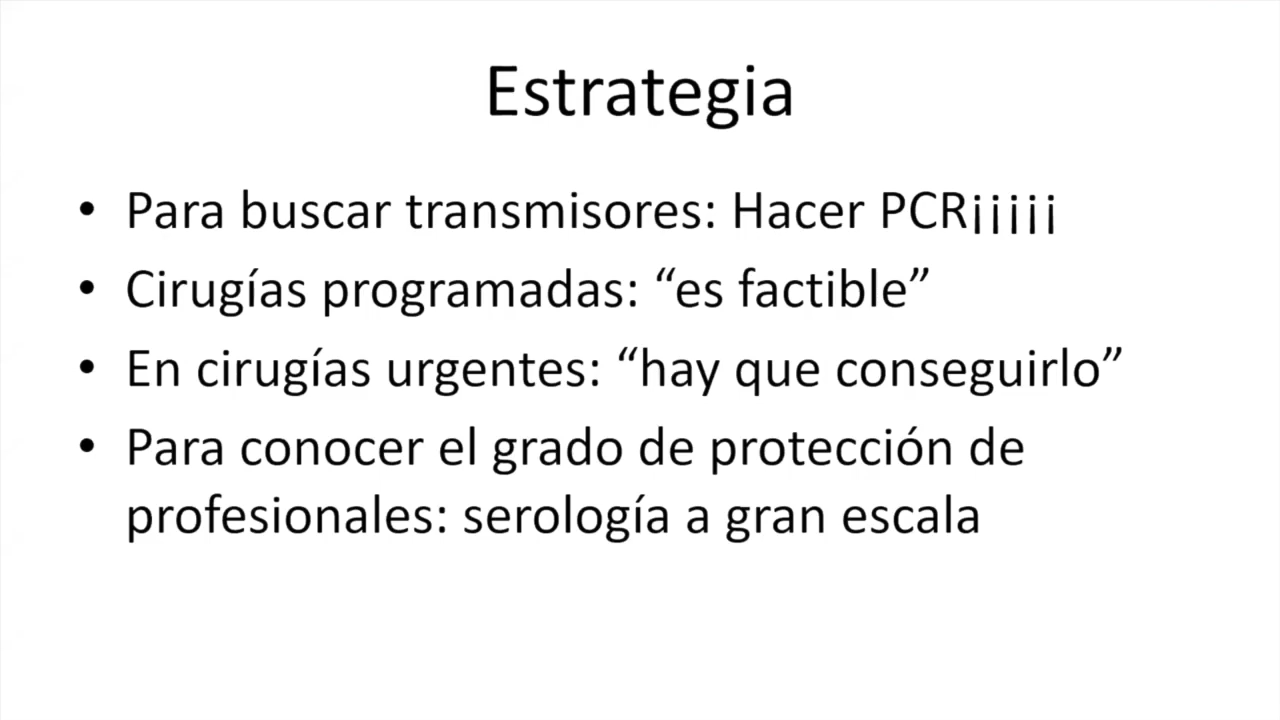 Estrategia
• Para buscar transmisores: Hacer PCR¡¡¡¡¡
• Cirugías programadas: “es factible”
• En cirugías urgentes: “hay que conseguirlo”
• Para conocer el grado de protección de
profesionales: serología a gran escala